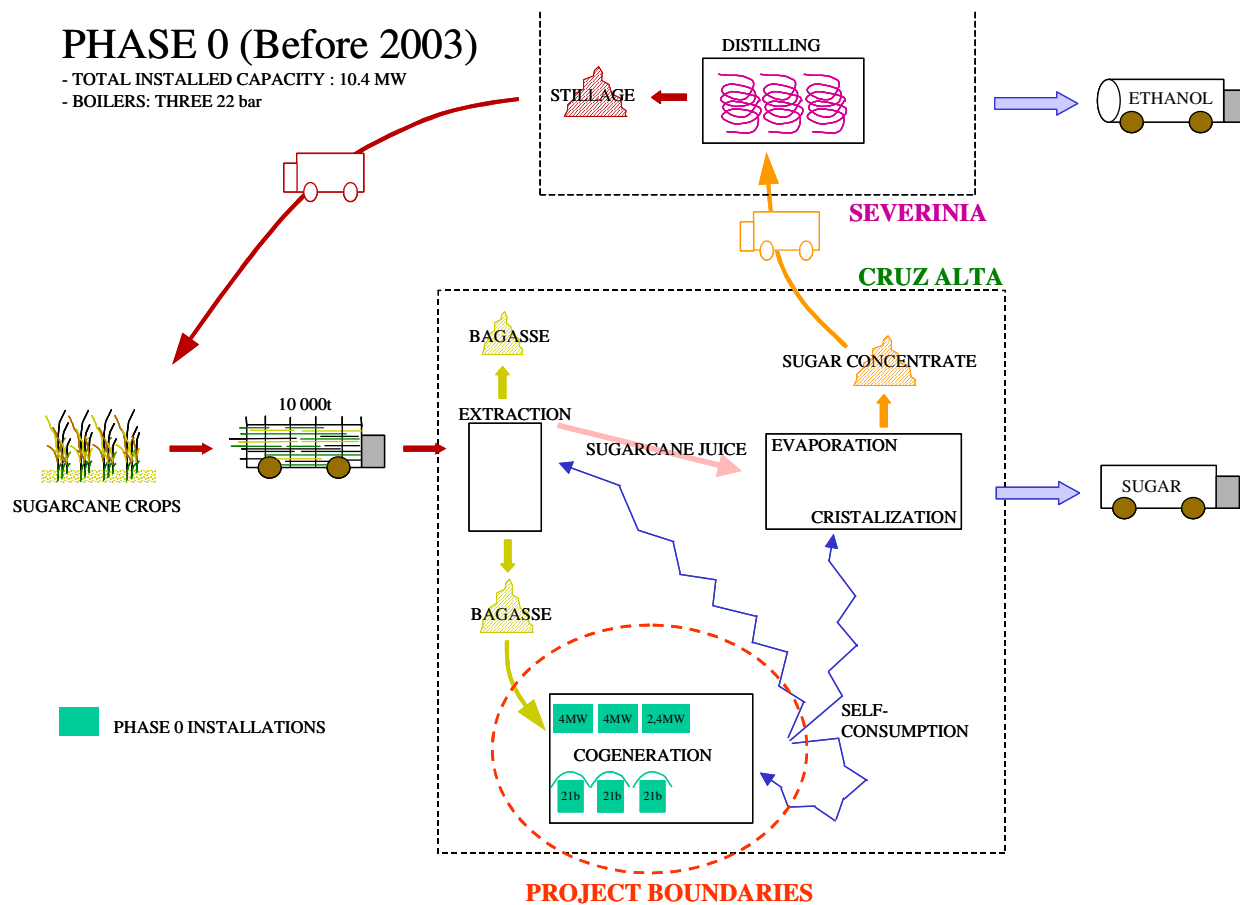 PHASE 0 (Before 2003)
- TOTAL INSTALLED CAPACITY : 10.4 MW
- BOILERS: THREE 22 bar
DISTILLING
STILLAGE
ETHANOL
SEVERINIA
CRUZ ALTA
BAGASSE
SUGAR CONCENTRATE
10 000t
EXTRACTION
SUGARCANE JUICE
EVAPORATION
SUGARCANE CROPS
CRISTALIZATION
SUGAR
BAGASSE
PHASE 0 INSTALLATIONS
4MW 4MW 2,4MW
COGENERATION
21b 21b 21b
SELF-
CONSUMPTION
PROJECT BOUNDARIES